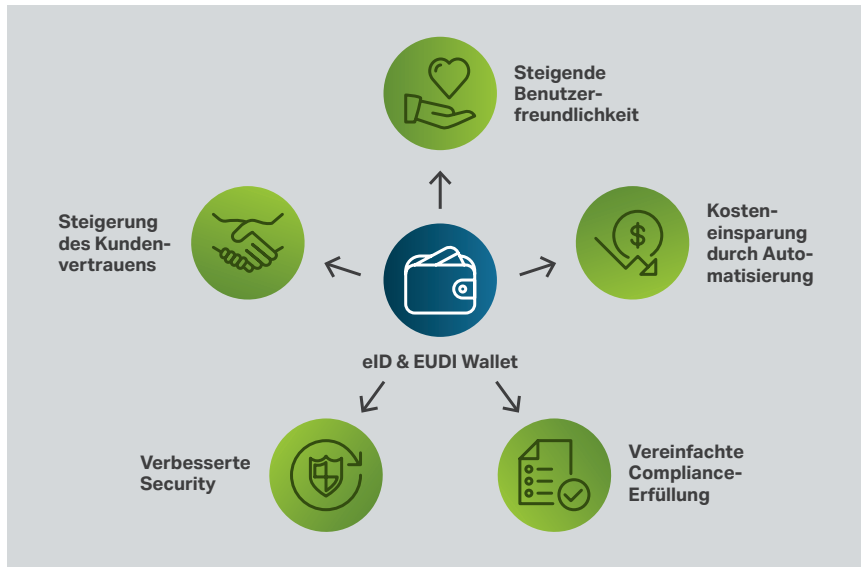 Steigende
Benutzer-
freundlichkeit
Steigerung
des Kunden-
vertrauens
Kosten-
einsparung
durch Auto-
matisierung
$
eID & EUDI Wallet
Verbesserte
Security
Vereinfachte
Compliance-
Erfüllung